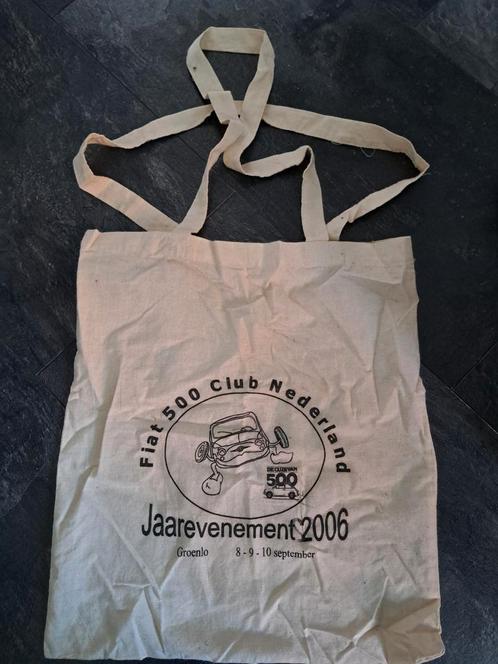 Fiat 500 Club Nederland
DE CLUB VAN
500
Jaarevenement 2006
Groenlo 8 - 9 - 10 september